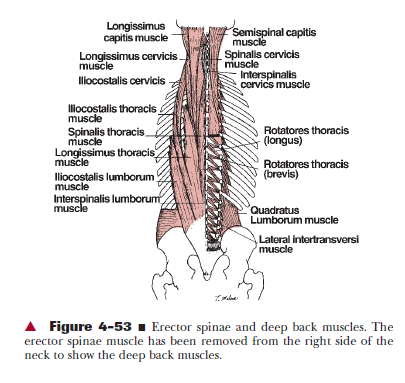 Longissimus
capitis muscle
Longissimus cervicis
muscle
Iliocostalis cervicis
Iliocostalis thoracis
muscle
Spinalis thoracis
muscle
Longissimus thoracis
muscle
Iliocostalis lumborum
muscle
Interspinalis lumborum
muscle
Semispinal capitis
muscle
Spinalis cervicis
muscle
Interspinalis
cervics muscle
Rotatores thoracis
(longus)
Rotatores thoracis
(brevis)
Quadratus
Lumborum muscle
Lateral intertransversi
muscle
▲ Figure 4-53 ■ Erector spinae and deep back muscles. The
erector spinae muscle has been removed from the right side of the
neck to show the deep back muscles.